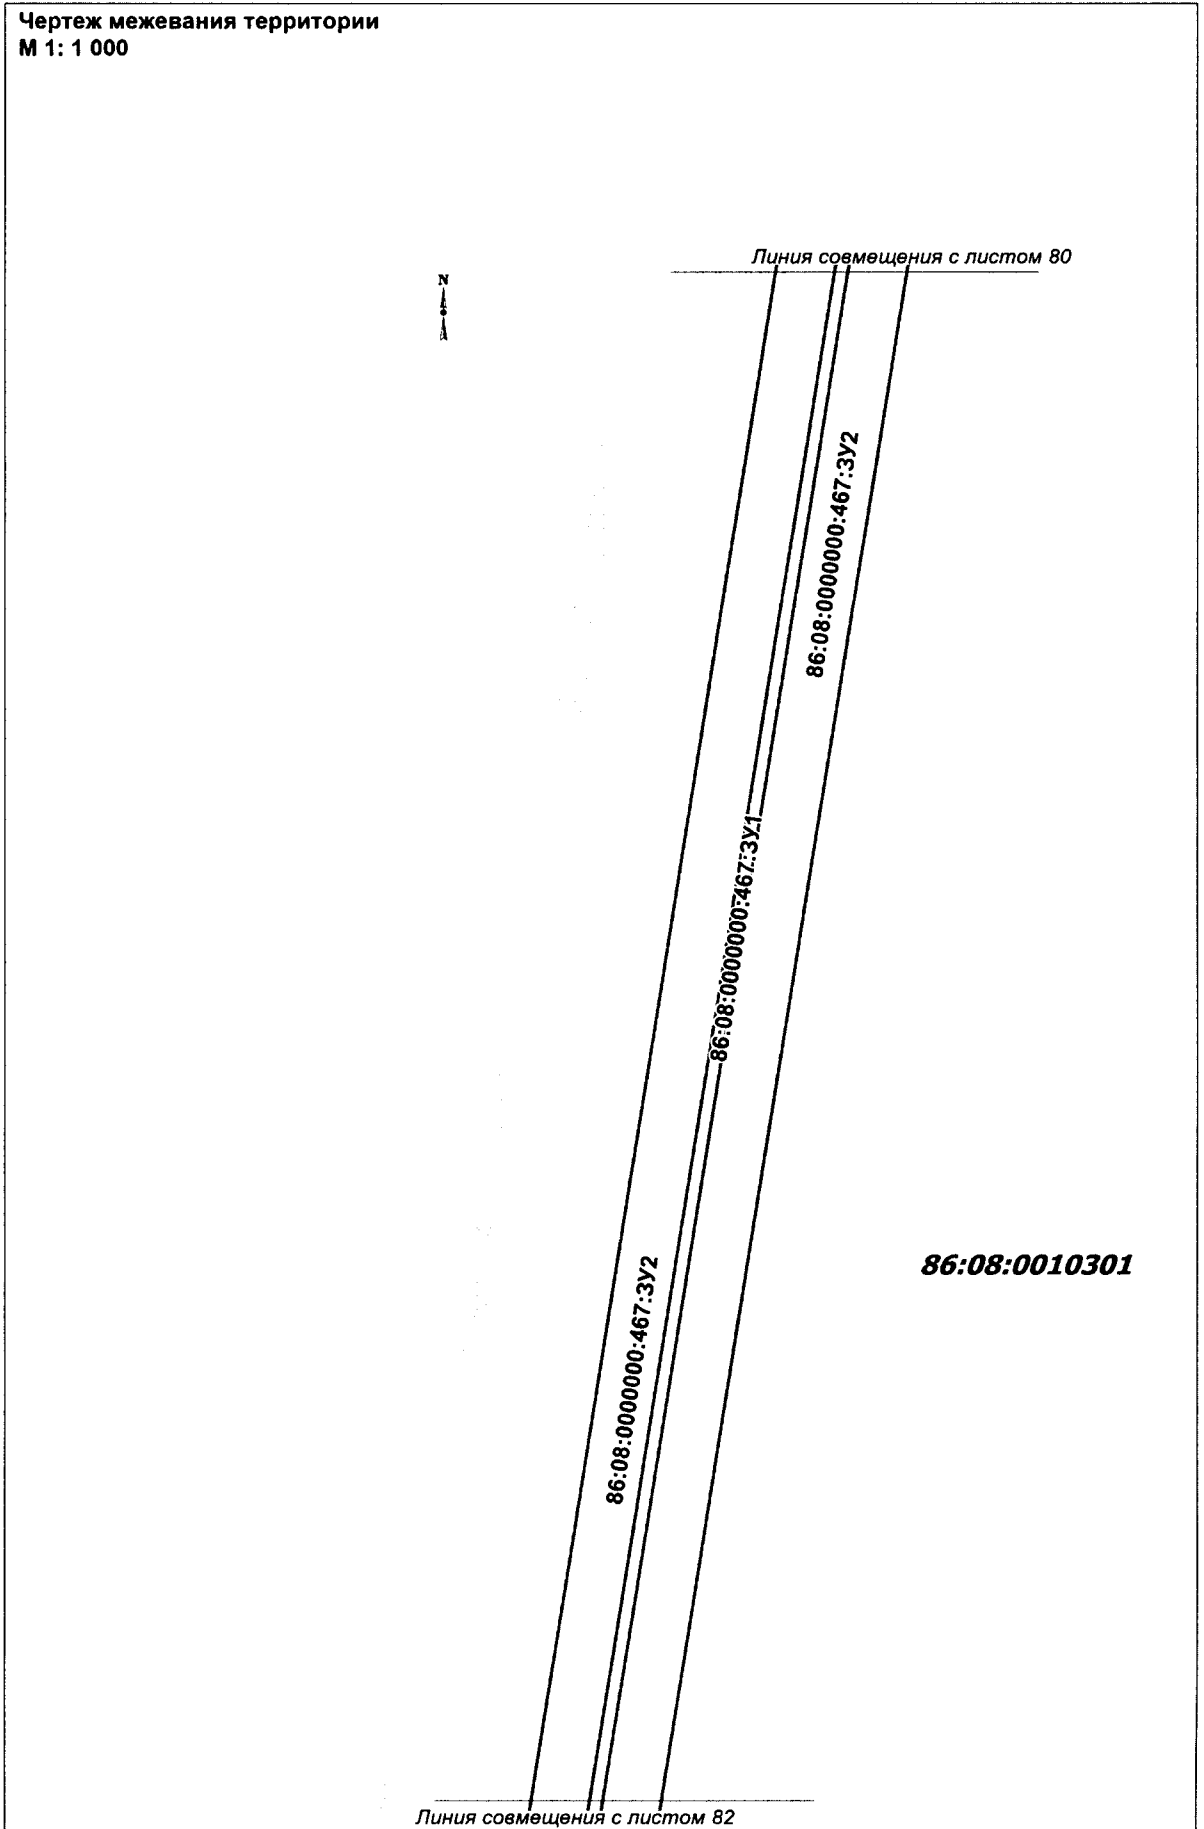 Чертеж межевания территории
М 1: 1 000
Линия совмещения с листом 80
N
86:08:0000000:467:ЗУ2
86:08:0000000:467:ЗУ1
86:08:0010301
86:08:0000000:467:ЗУ2
Линия совмещения с листом 82